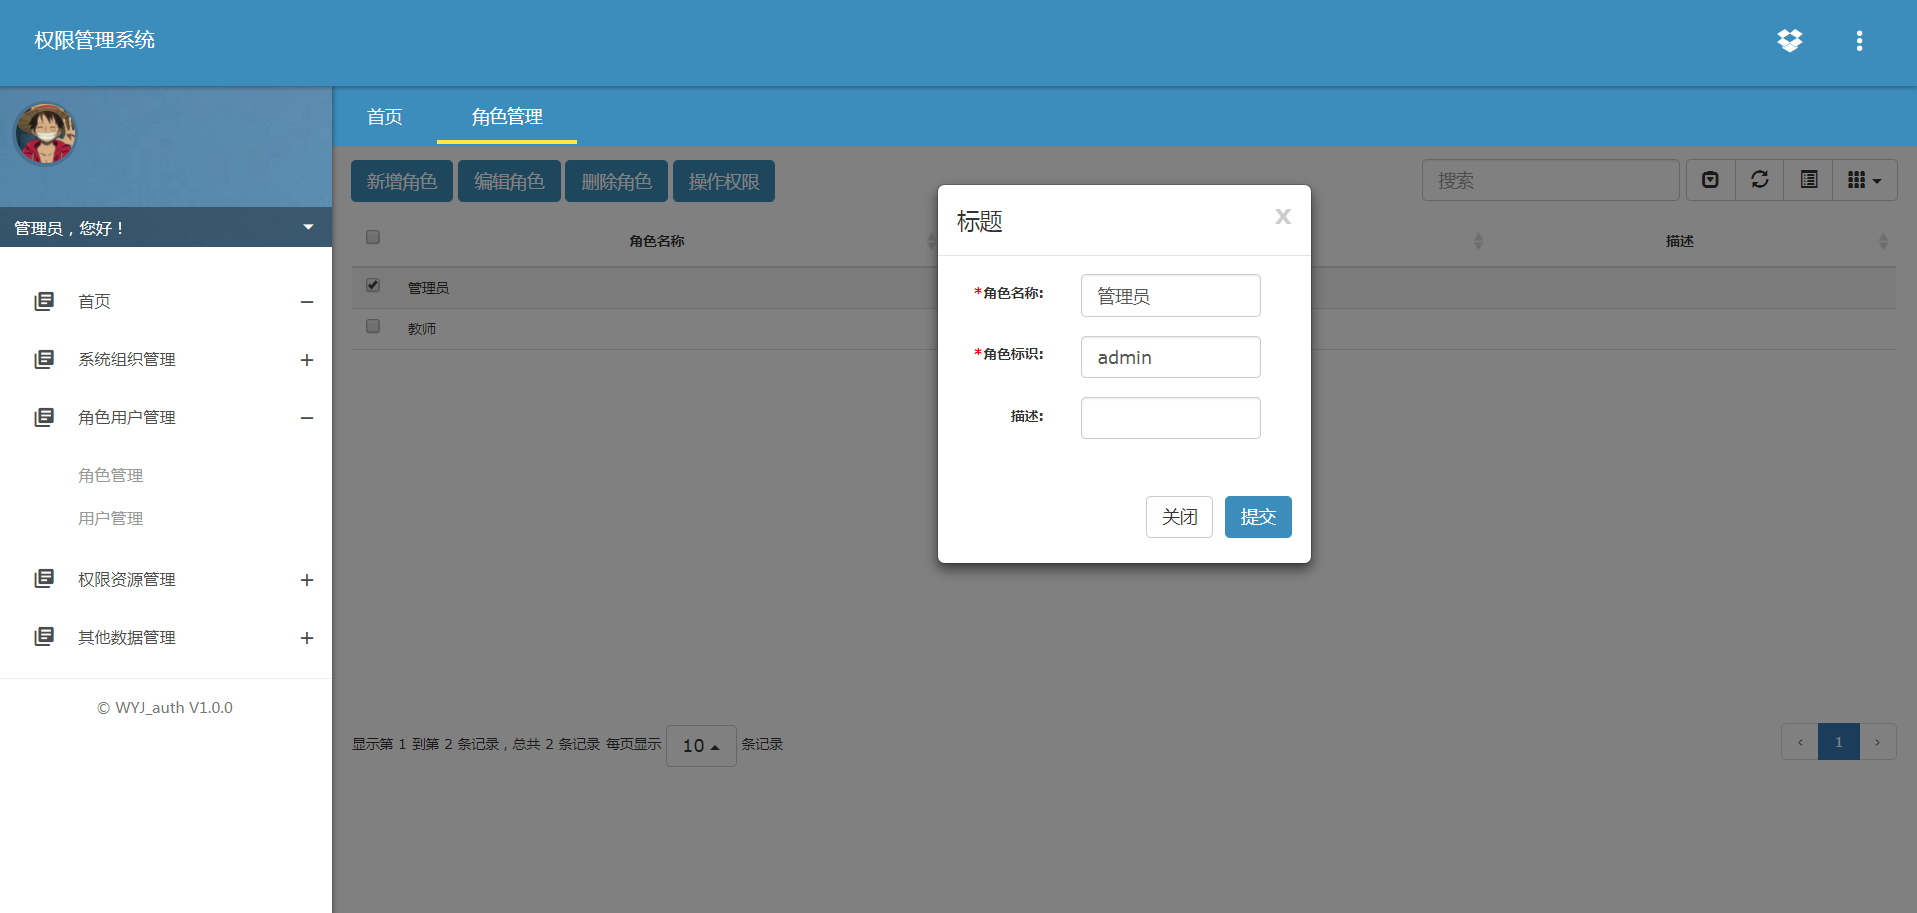 权限管理系统
首页
角色管理
管理员，您好！
首页
系统组织管理
角色用户管理
角色管理
用户管理
权限资源管理
其他数据管理
© WYJ_auth V1.0.0
新增角色 编辑角色 删除角色 操作权限
搜索
角色名称 描述
管理员
教师
标题 x
*角色名称: 管理员
*角色标识: admin
描述:
关闭 提交
显示第 1 到第 2 条记录，总共 2 条记录 每页显示 10 条记录
‹ 1 ›